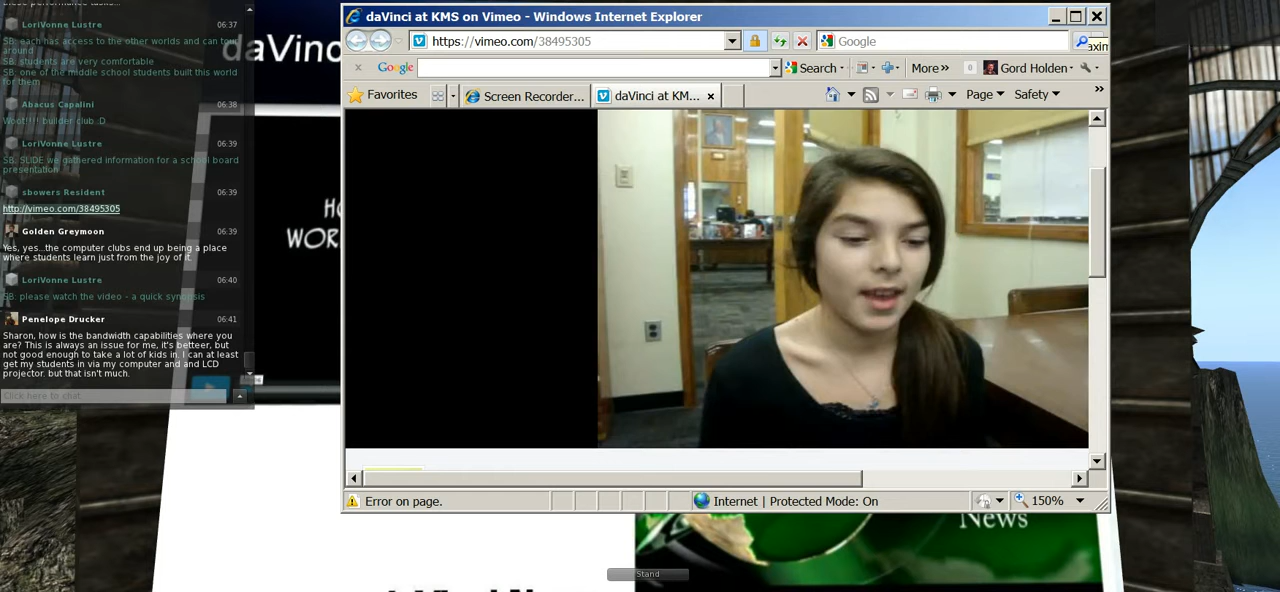 these performance tasks...
LoriVonne Lustre 06:37
SB: each has access to the other worlds and can tour
around
SB: students are very comfortable
SB: one of the middle school students built this world
for them
Abacus Capalini 06:38
Woot!!!! builder club :D
LoriVonne Lustre 06:39
SB: SLIDE we gathered information for a school board
presentation
sbowers Resident 06:39
http://vimeo.com/38495305
Golden Greymoon 06:39
Yes, yes...the computer clubs end up being a place
where students learn just from the joy of it.
LoriVonne Lustre 06:40
SB: please watch the video - a quick synopsis
Penelope Drucker 06:41
Sharon, how is the bandwidth capabilities where you
are? This is always an issue for me, it's betteer, but
not good enough to take a lot of kids in. I can at least
get my students in via my computer and and LCD
projector. but that isn't much.
Click here to chat
daVinc
WOR
daVinci at KMS on Vimeo - Windows Internet Explorer
https://vimeo.com/38495305
Google
Google Search More>> 0 Gord Holden
Favorites
Screen Recorder...
daVinci at KM...
Page Safety
Error on page.
Internet | Protected Mode: On
150%
News
Stand